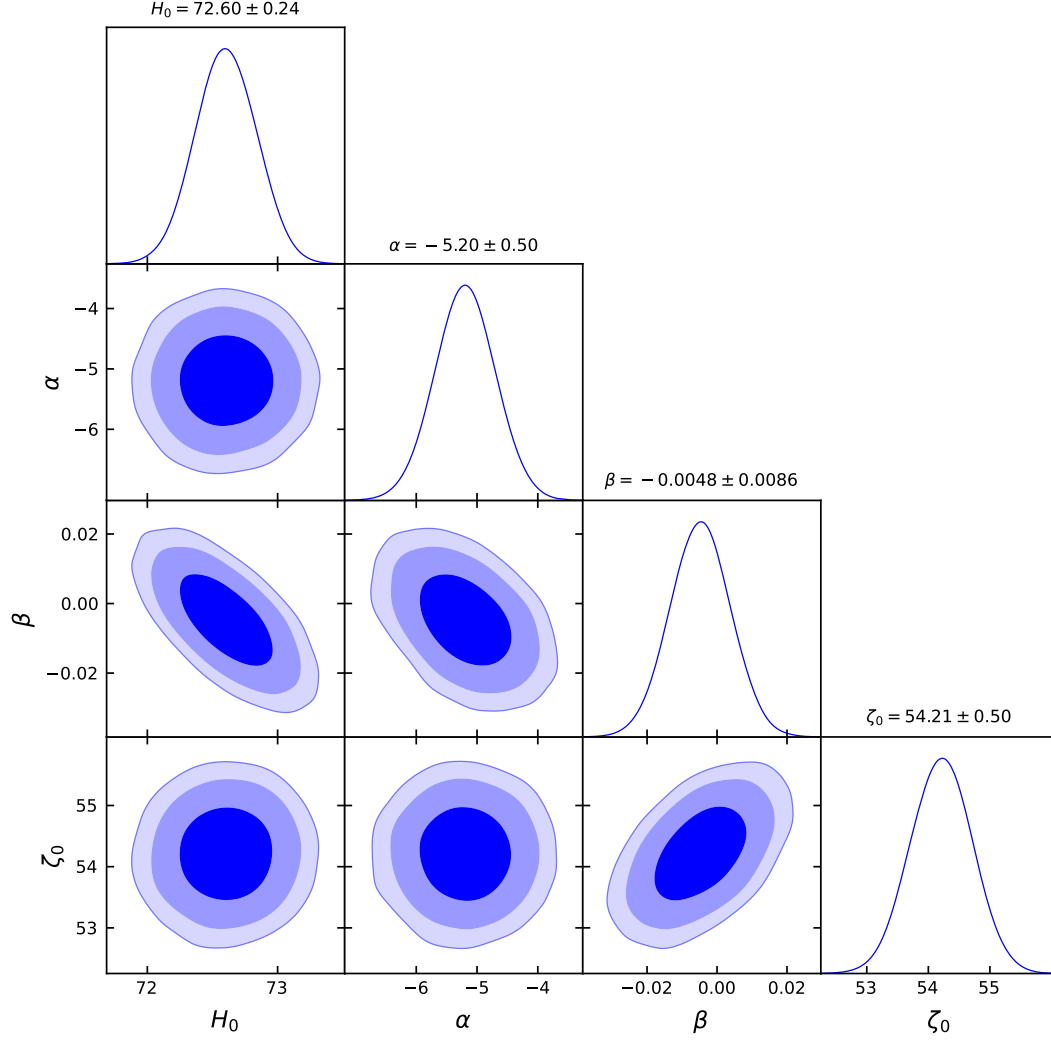 H₀ = 72.60 ± 0.24
α = −5.20 ± 0.50
−4
−5
−6
α
β = −0.0048 ± 0.0086
0.02
0.00
−0.02
β
ζ₀ = 54.21 ± 0.50
55
54
53
ζ₀
72 73 −6 −5 −4 −0.02 0.00 0.02 53 54 55
H₀ α β ζ₀